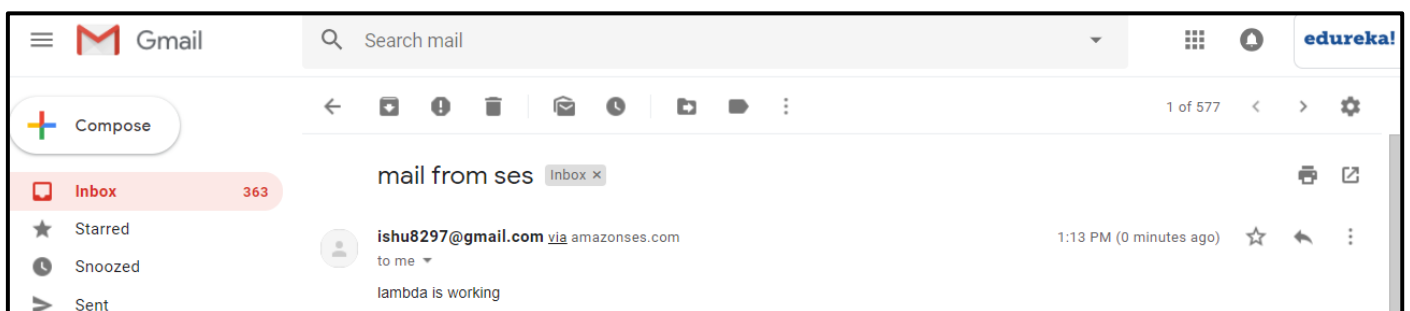 Gmail
Search mail
edureka!
Compose
1 of 577
mail from ses Inbox ×
Inbox 363
Starred
ishu8297@gmail.com via amazonses.com 1:13 PM (0 minutes ago)
to me
Snoozed
lambda is working
Sent